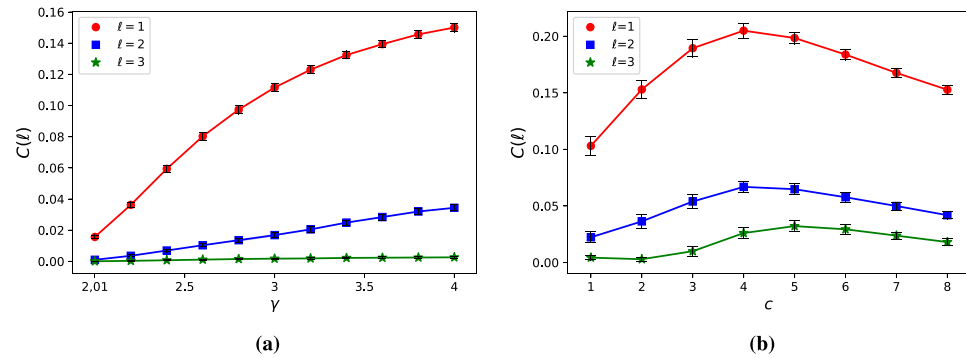 ℓ = 1
ℓ = 2
ℓ = 3
0.16
0.14
0.12
0.10
0.08
0.06
0.04
0.02
0.00
C(ℓ)
2,01 2.5 3 3.5 4
γ
(a)
ℓ=1
ℓ=2
ℓ=3
0.20
0.15
0.10
0.05
0.00
C(ℓ)
1 2 3 4 5 6 7 8
c
(b)